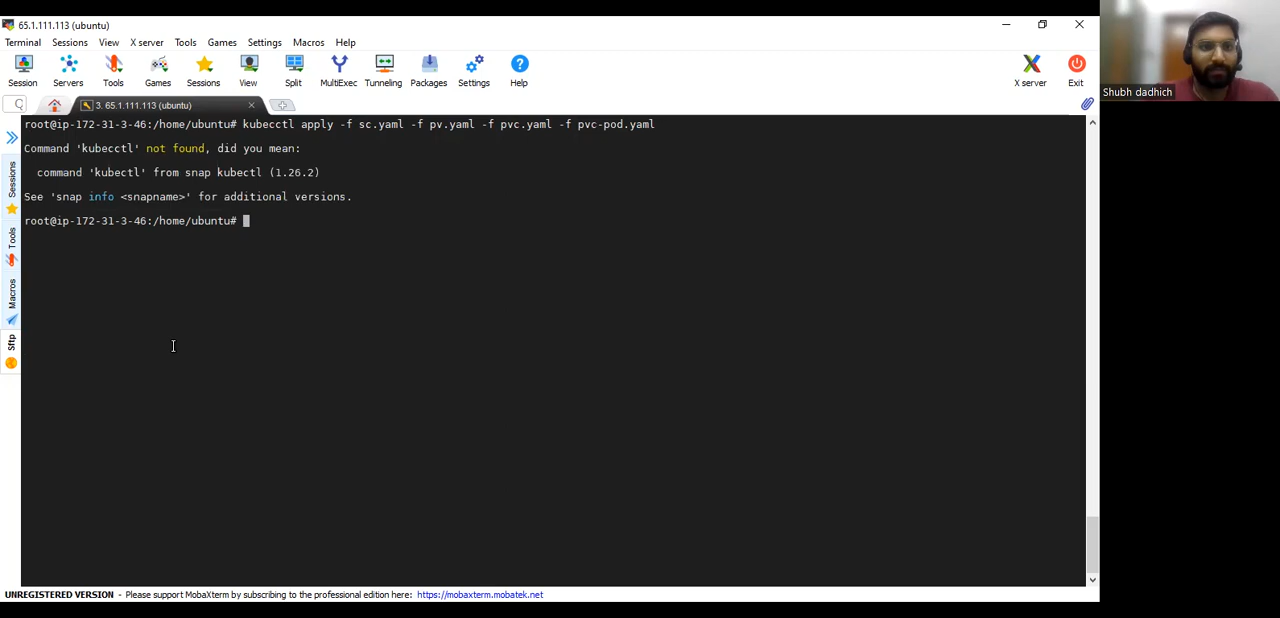 65.1.111.113 (ubuntu)
Terminal Sessions View X server Tools Games Settings Macros Help
Session Servers Tools Games Sessions View Split MultiExec Tunneling Packages Settings Help X server Exit
Shubh dadhich
3. 65.1.111.113 (ubuntu)
Sessions
Tools
Macros
Sftp
root@ip-172-31-3-46:/home/ubuntu# kubecctl apply -f sc.yaml -f pv.yaml -f pvc.yaml -f pvc-pod.yaml
Command 'kubecctl' not found, did you mean:
command 'kubectl' from snap kubectl (1.26.2)
See 'snap info <snapname>' for additional versions.
root@ip-172-31-3-46:/home/ubuntu#
UNREGISTERED VERSION - Please support MobaXterm by subscribing to the professional edition here: https://mobaxterm.mobatek.net